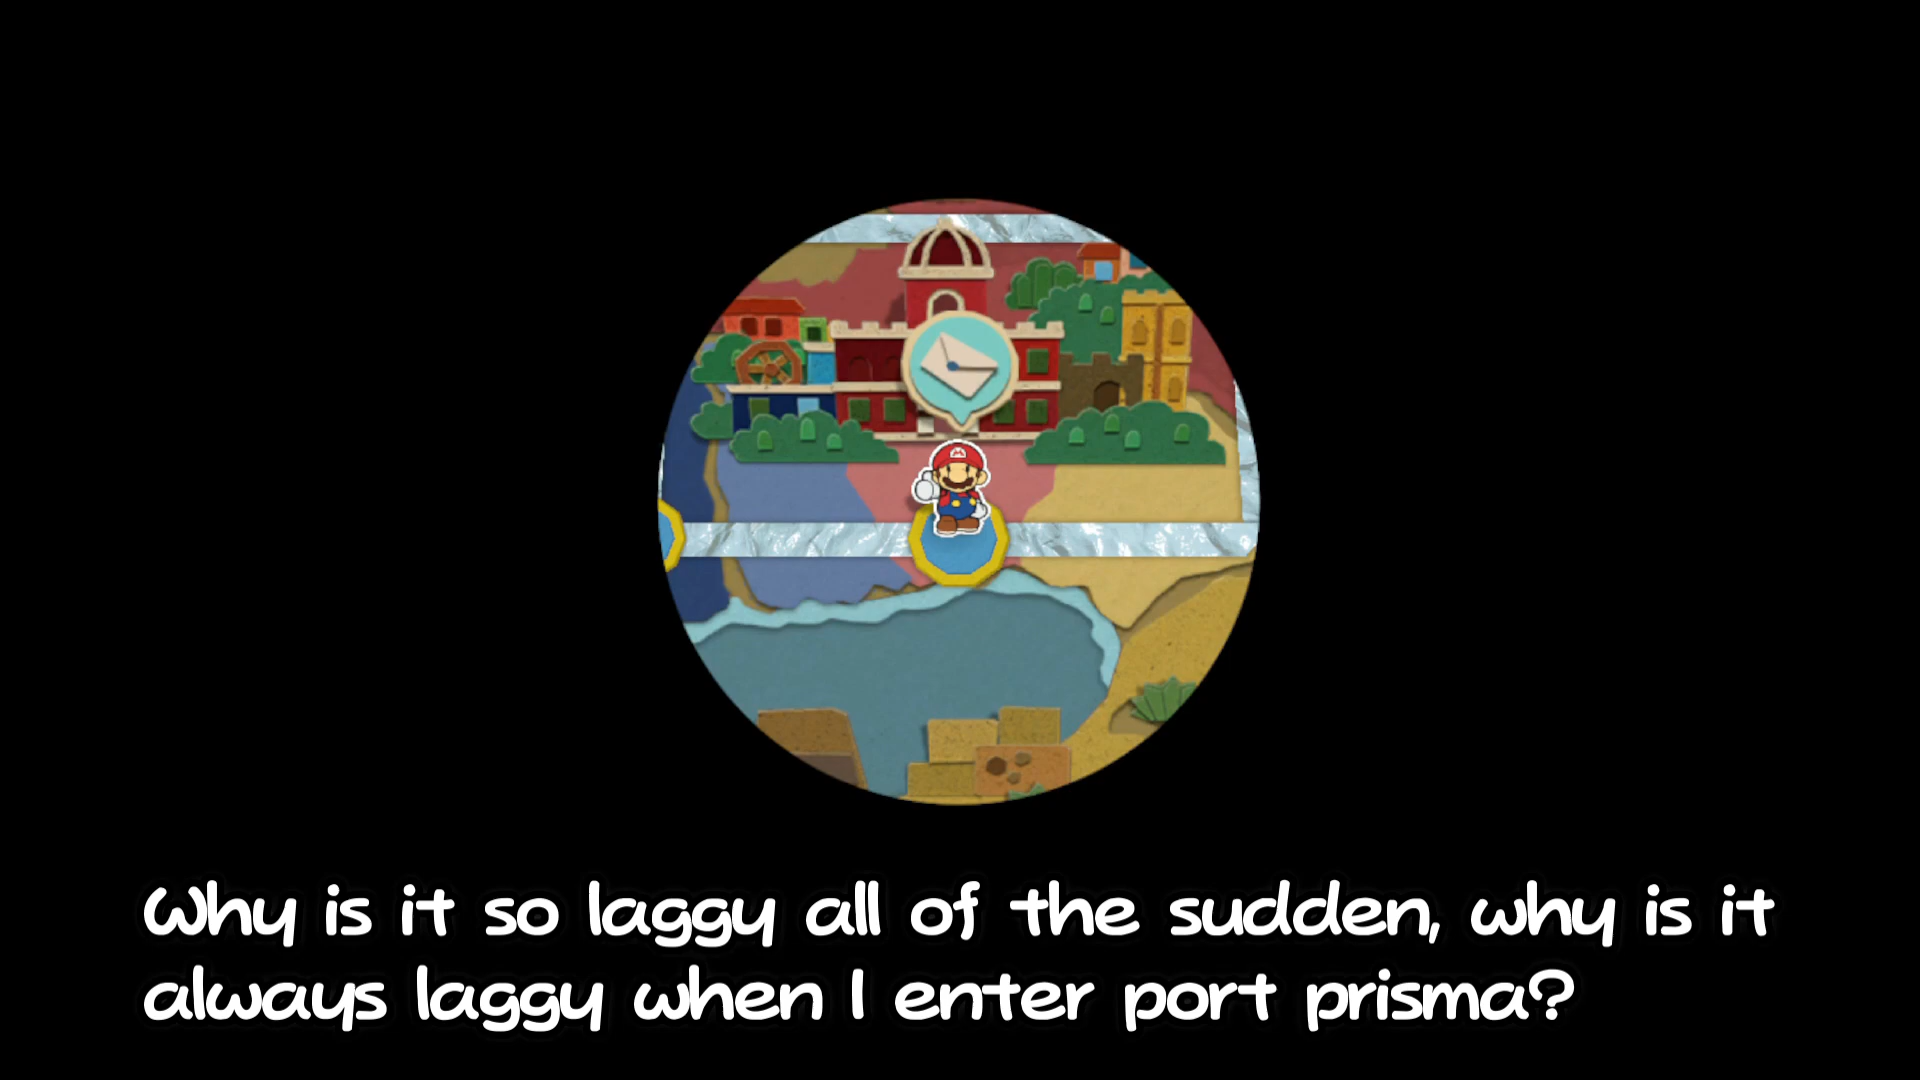 Why is it so laggy all of the sudden, why is it
always laggy when I enter port prisma?